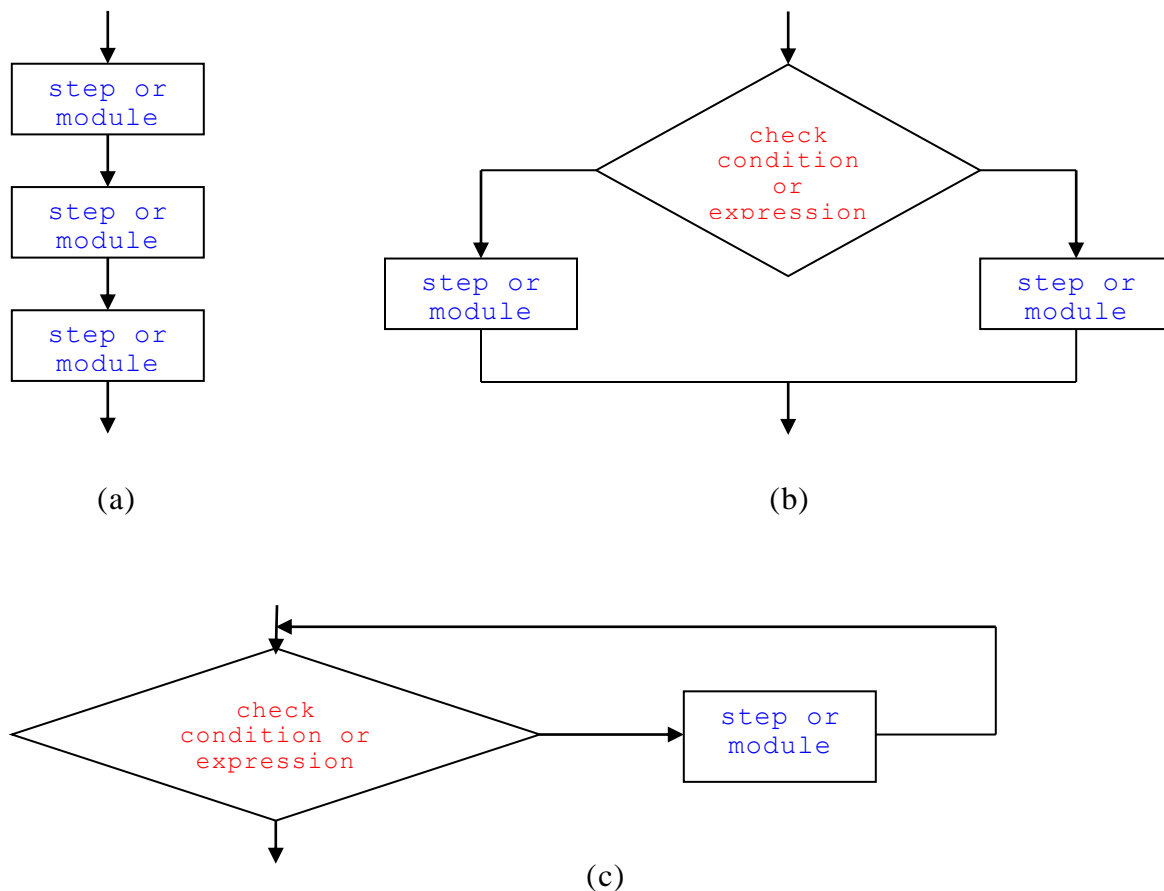 step or
module
step or
module
step or
module
(a)
check
condition
or
expression
step or
module
step or
module
(b)
check
condition or
expression
step or
module
(c)